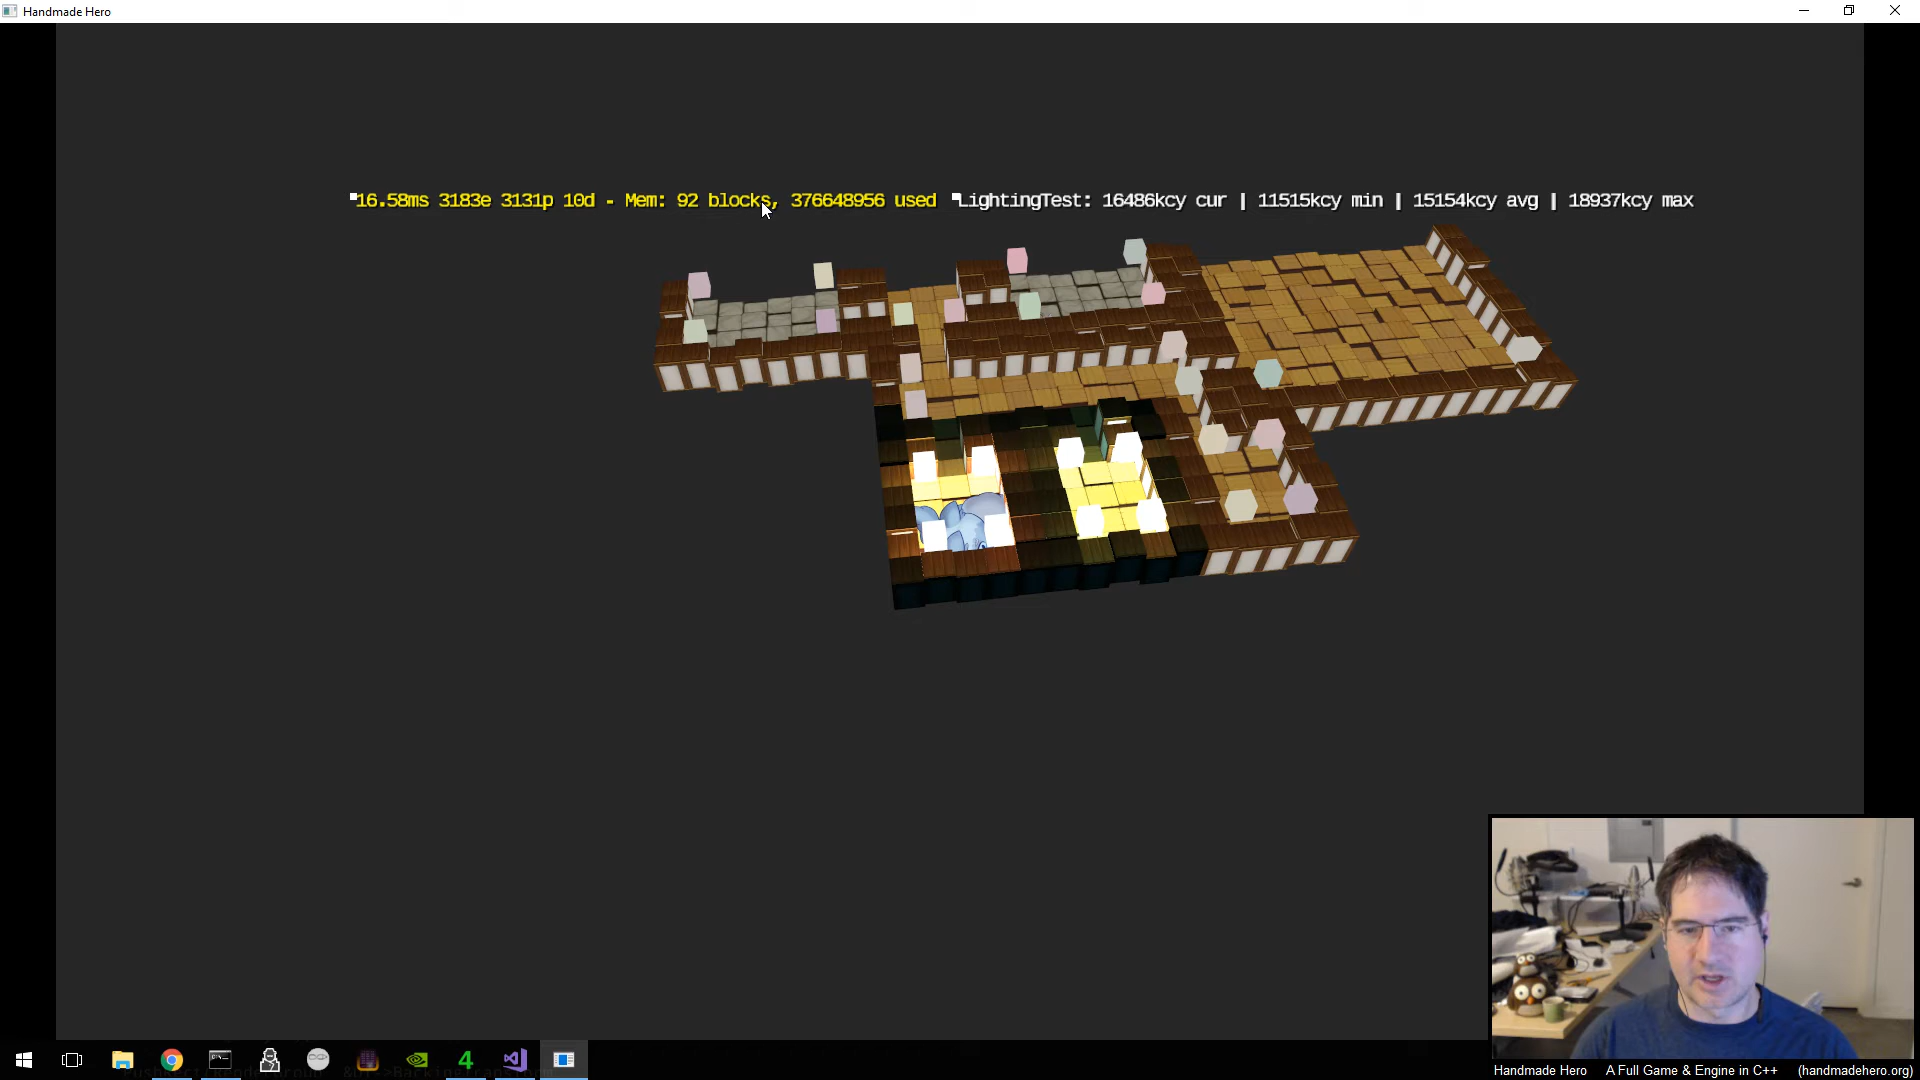 Handmade Hero
16.58ms 3183e 3131p 10d - Mem: 92 blocks, 376648956 used LightingTest: 16486kcy cur | 11515kcy min | 15154kcy avg | 18937kcy max
4
Handmade Hero A Full Game & Engine in C++ (handmadehero.org)